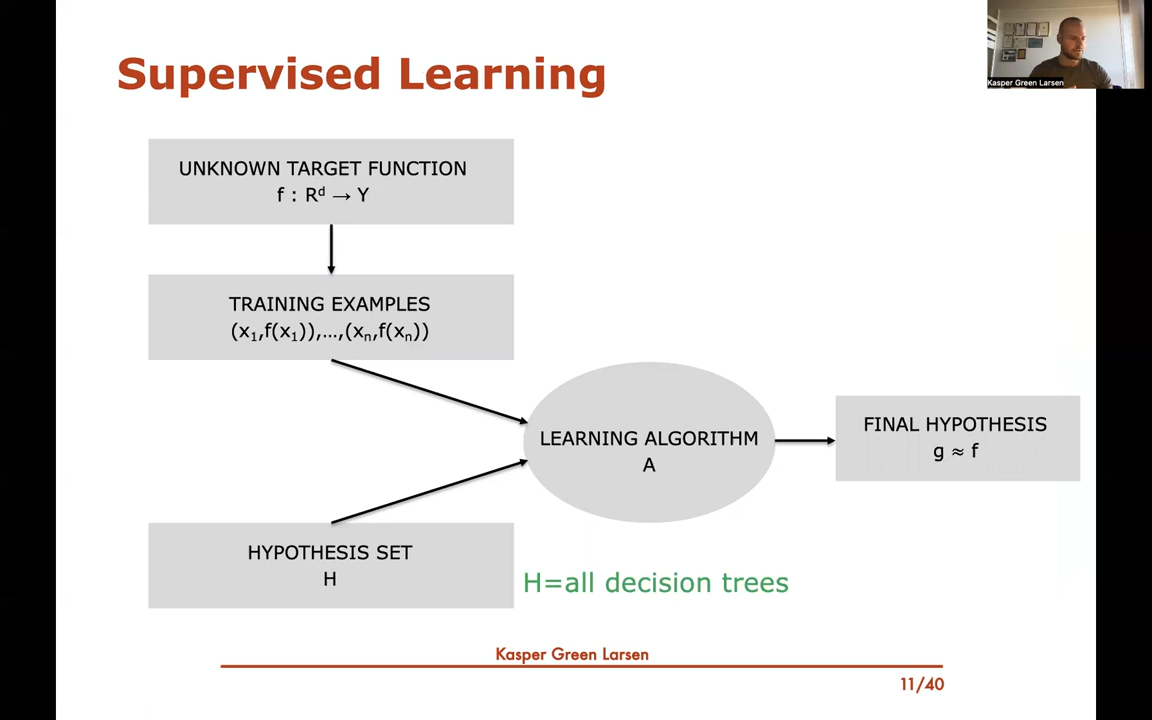 Supervised Learning
Kasper Green Larsen
UNKNOWN TARGET FUNCTION
f : Rᵈ → Y
TRAINING EXAMPLES
(x₁,f(x₁)),...,(xₙ,f(xₙ))
LEARNING ALGORITHM
A
FINAL HYPOTHESIS
g ≈ f
HYPOTHESIS SET
H
H=all decision trees
Kasper Green Larsen
11/40